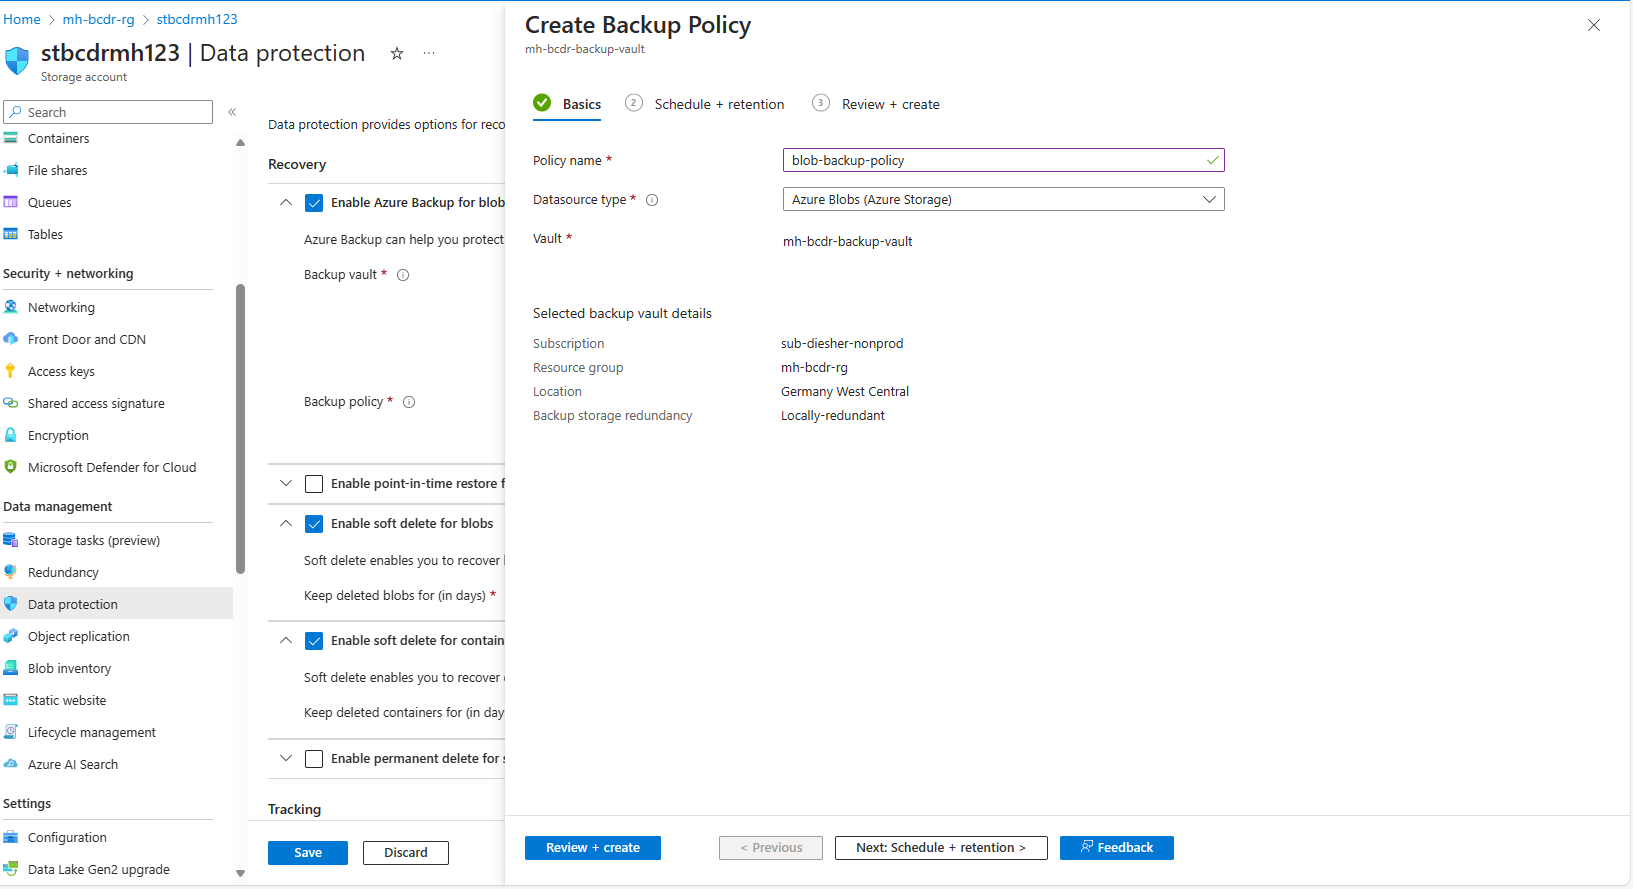 Home > mh-bcdr-rg > stbcdrmh123
stbcdrmh123 | Data protection
Storage account
Search
Containers
File shares
Queues
Tables
Security + networking
Networking
Front Door and CDN
Access keys
Shared access signature
Encryption
Microsoft Defender for Cloud
Data management
Storage tasks (preview)
Redundancy
Data protection
Object replication
Blob inventory
Static website
Lifecycle management
Azure AI Search
Settings
Configuration
Data Lake Gen2 upgrade
Data protection provides options for reco
Recovery
Enable Azure Backup for blob
Azure Backup can help you protect
Backup vault *
Backup policy *
Enable point-in-time restore f
Enable soft delete for blobs
Soft delete enables you to recover
Keep deleted blobs for (in days) *
Enable soft delete for contain
Soft delete enables you to recover
Keep deleted containers for (in day
Enable permanent delete for s
Tracking
Save
Discard
Create Backup Policy
mh-bcdr-backup-vault
Basics
2 Schedule + retention
3 Review + create
Policy name * blob-backup-policy
Datasource type * Azure Blobs (Azure Storage)
Vault * mh-bcdr-backup-vault
Selected backup vault details
Subscription sub-diesher-nonprod
Resource group mh-bcdr-rg
Location Germany West Central
Backup storage redundancy Locally-redundant
Review + create
< Previous
Next: Schedule + retention >
Feedback